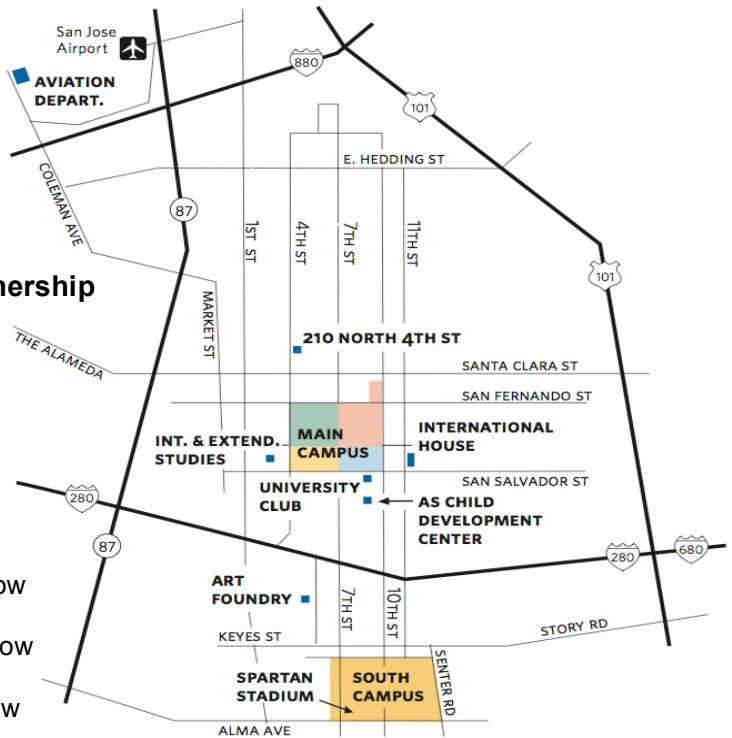 San Jose
Airport
880
AVIATION
DEPART.
101
E. HEDDING ST
COLEMAN AVE
87
1ST ST
4TH ST
7TH ST
11TH ST
101
nership
MARKET ST
210 NORTH 4TH ST
THE ALAMEDA
SANTA CLARA ST
SAN FERNANDO ST
INT. & EXTEND.
STUDIES
MAIN
CAMPUS
INTERNATIONAL
HOUSE
SAN SALVADOR ST
280
UNIVERSITY
CLUB
AS CHILD
DEVELOPMENT
CENTER
87
280
680
ow
ART
FOUNDRY
7TH ST
10TH ST
KEYES ST
STORY RD
ow
SPARTAN
STADIUM
SOUTH
CAMPUS
SENTER RD
w
ALMA AVE